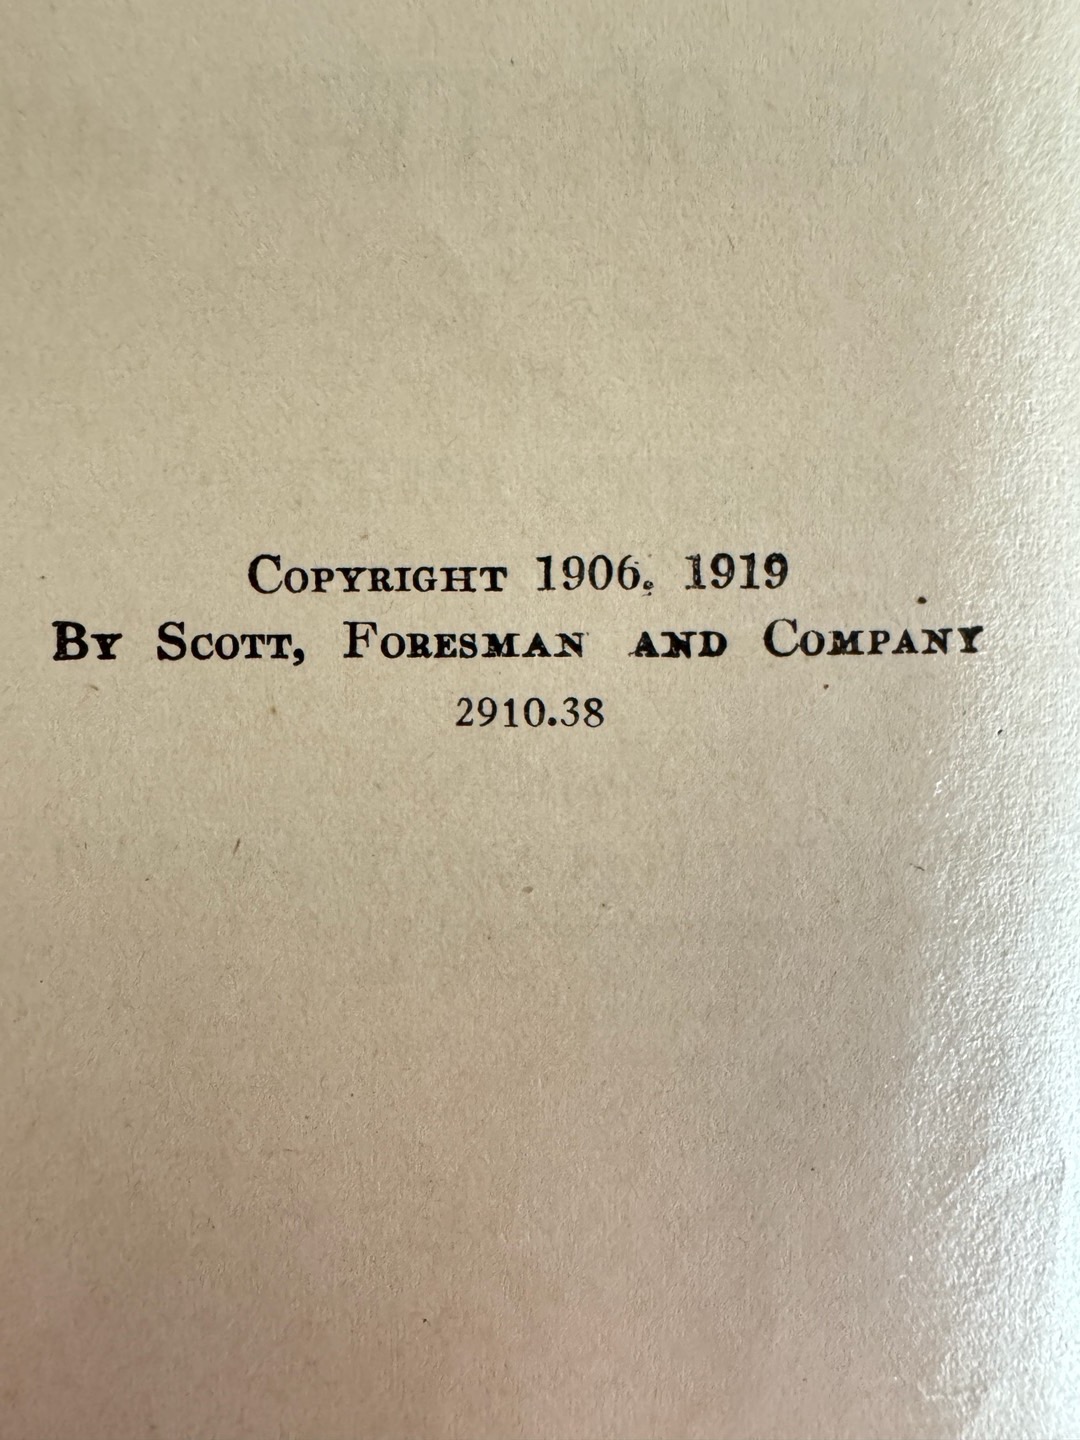 Copyright 1906. 1919
By Scott, Foresman and Company
2910.38